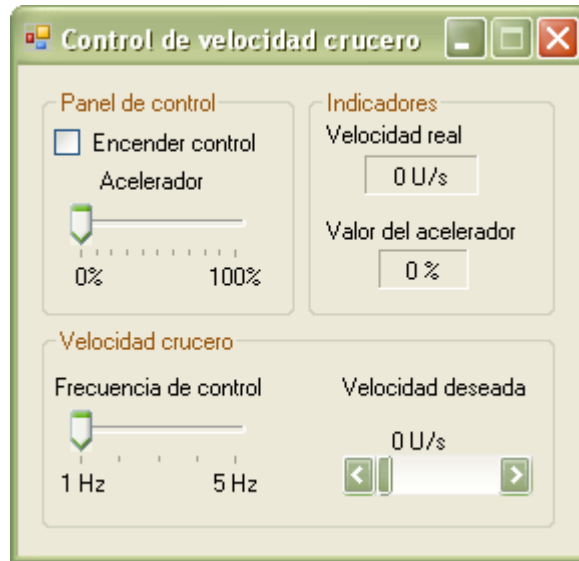 Control de velocidad crucero
Panel de control
Encender control
Acelerador
0% 100%
Indicadores
Velocidad real
0 U/s
Valor del acelerador
0 %
Velocidad crucero
Frecuencia de control
1 Hz 5 Hz
Velocidad deseada
0 U/s